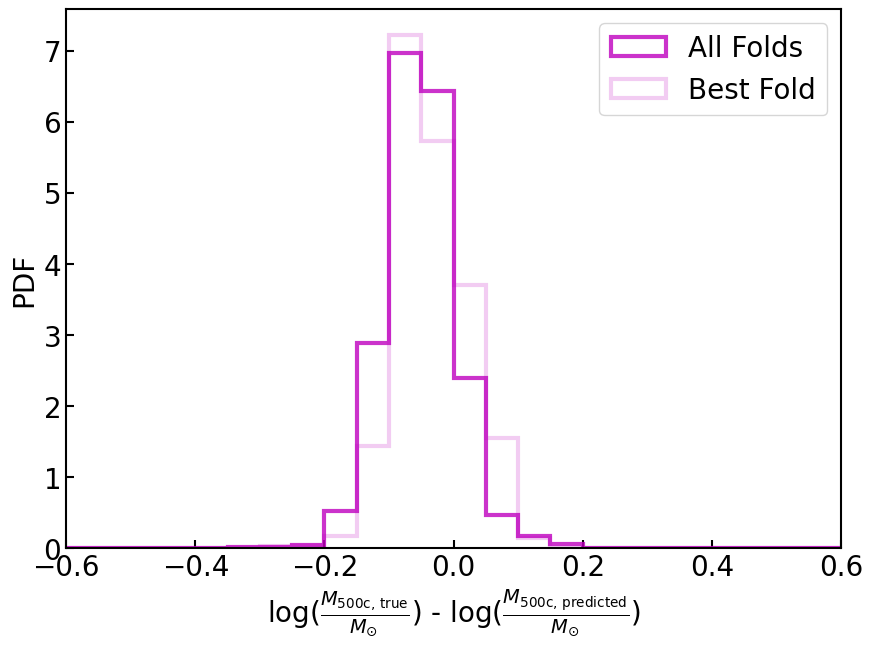 All Folds
Best Fold
PDF
7
6
5
4
3
2
1
0
−0.6 −0.4 −0.2 0.0 0.2 0.4 0.6
log(M500c, true/M⊙) - log(M500c, predicted/M⊙)